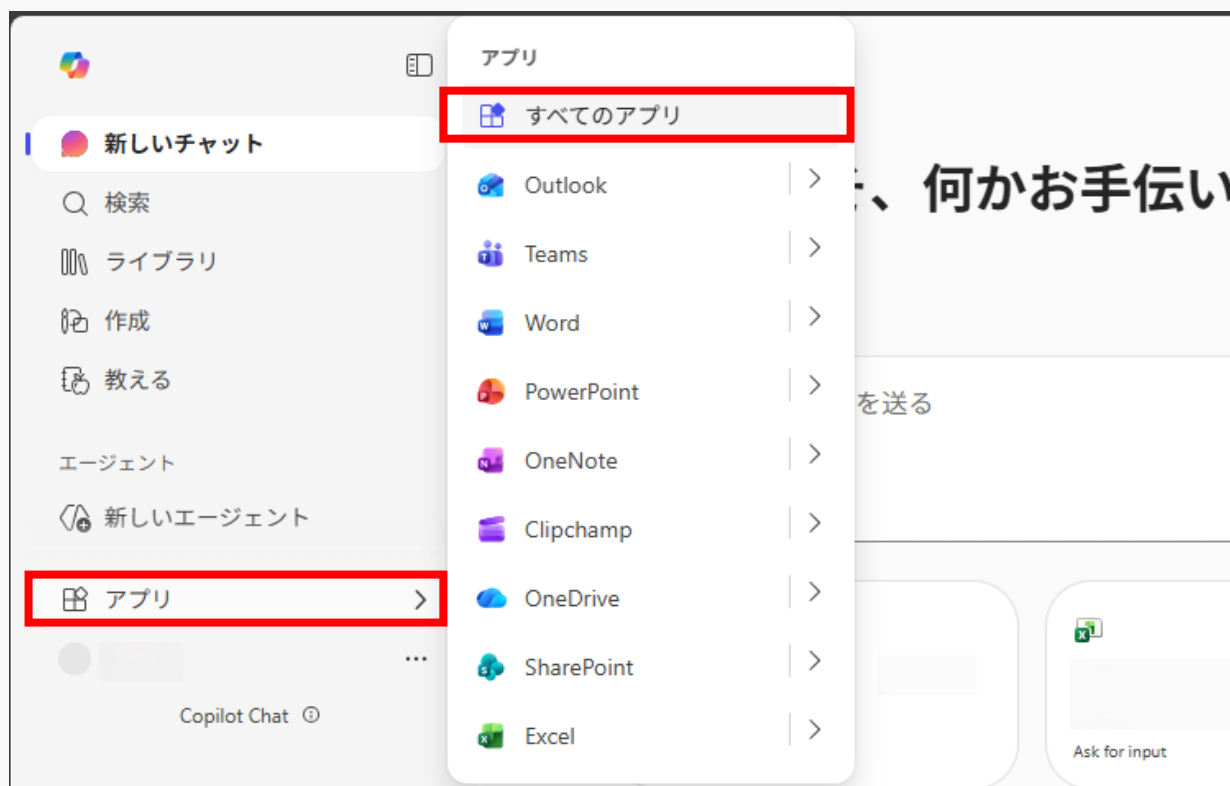 新しいチャット
検索
ライブラリ
作成
教える
エージェント
新しいエージェント
アプリ
Copilot Chat
アプリ
すべてのアプリ
Outlook
Teams
Word
PowerPoint
OneNote
Clipchamp
OneDrive
SharePoint
Excel
、何かお手伝い
を送る
Ask for input